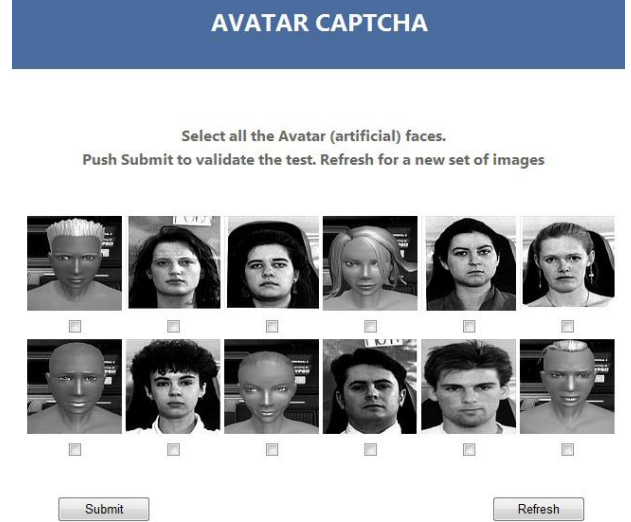 AVATAR CAPTCHA
Select all the Avatar (artificial) faces.
Push Submit to validate the test. Refresh for a new set of images
Submit
Refresh